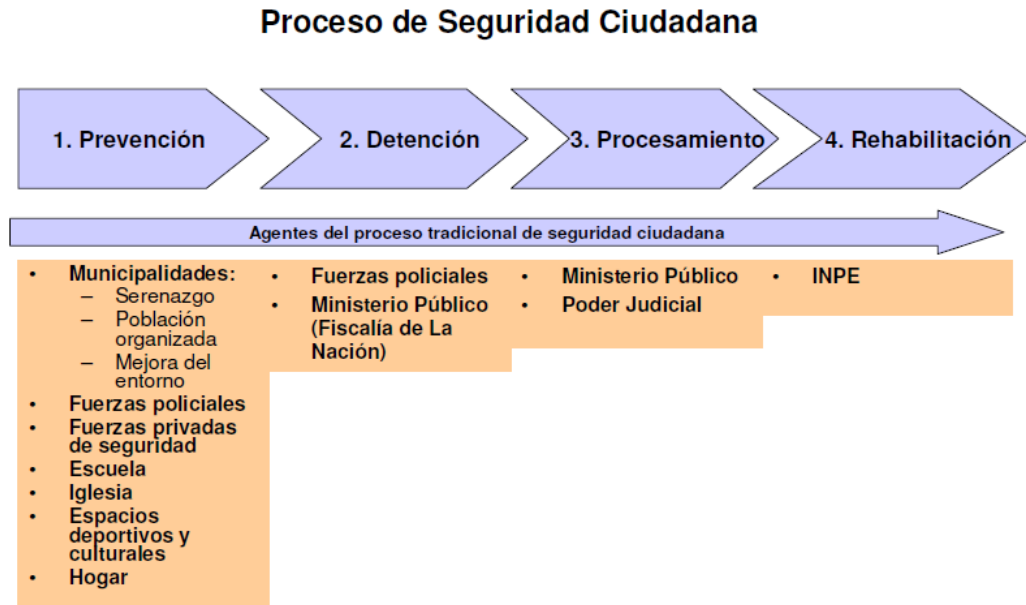 Proceso de Seguridad Ciudadana
1. Prevención
2. Detención
3. Procesamiento
4. Rehabilitación
Agentes del proceso tradicional de seguridad ciudadana
• Municipalidades:
– Serenazgo
– Población
organizada
– Mejora del
entorno
• Fuerzas policiales
• Fuerzas privadas
de seguridad
• Escuela
• Iglesia
• Espacios
deportivos y
culturales
• Hogar
• Fuerzas policiales
• Ministerio Público
(Fiscalía de La
Nación)
• Ministerio Público
• Poder Judicial
• INPE